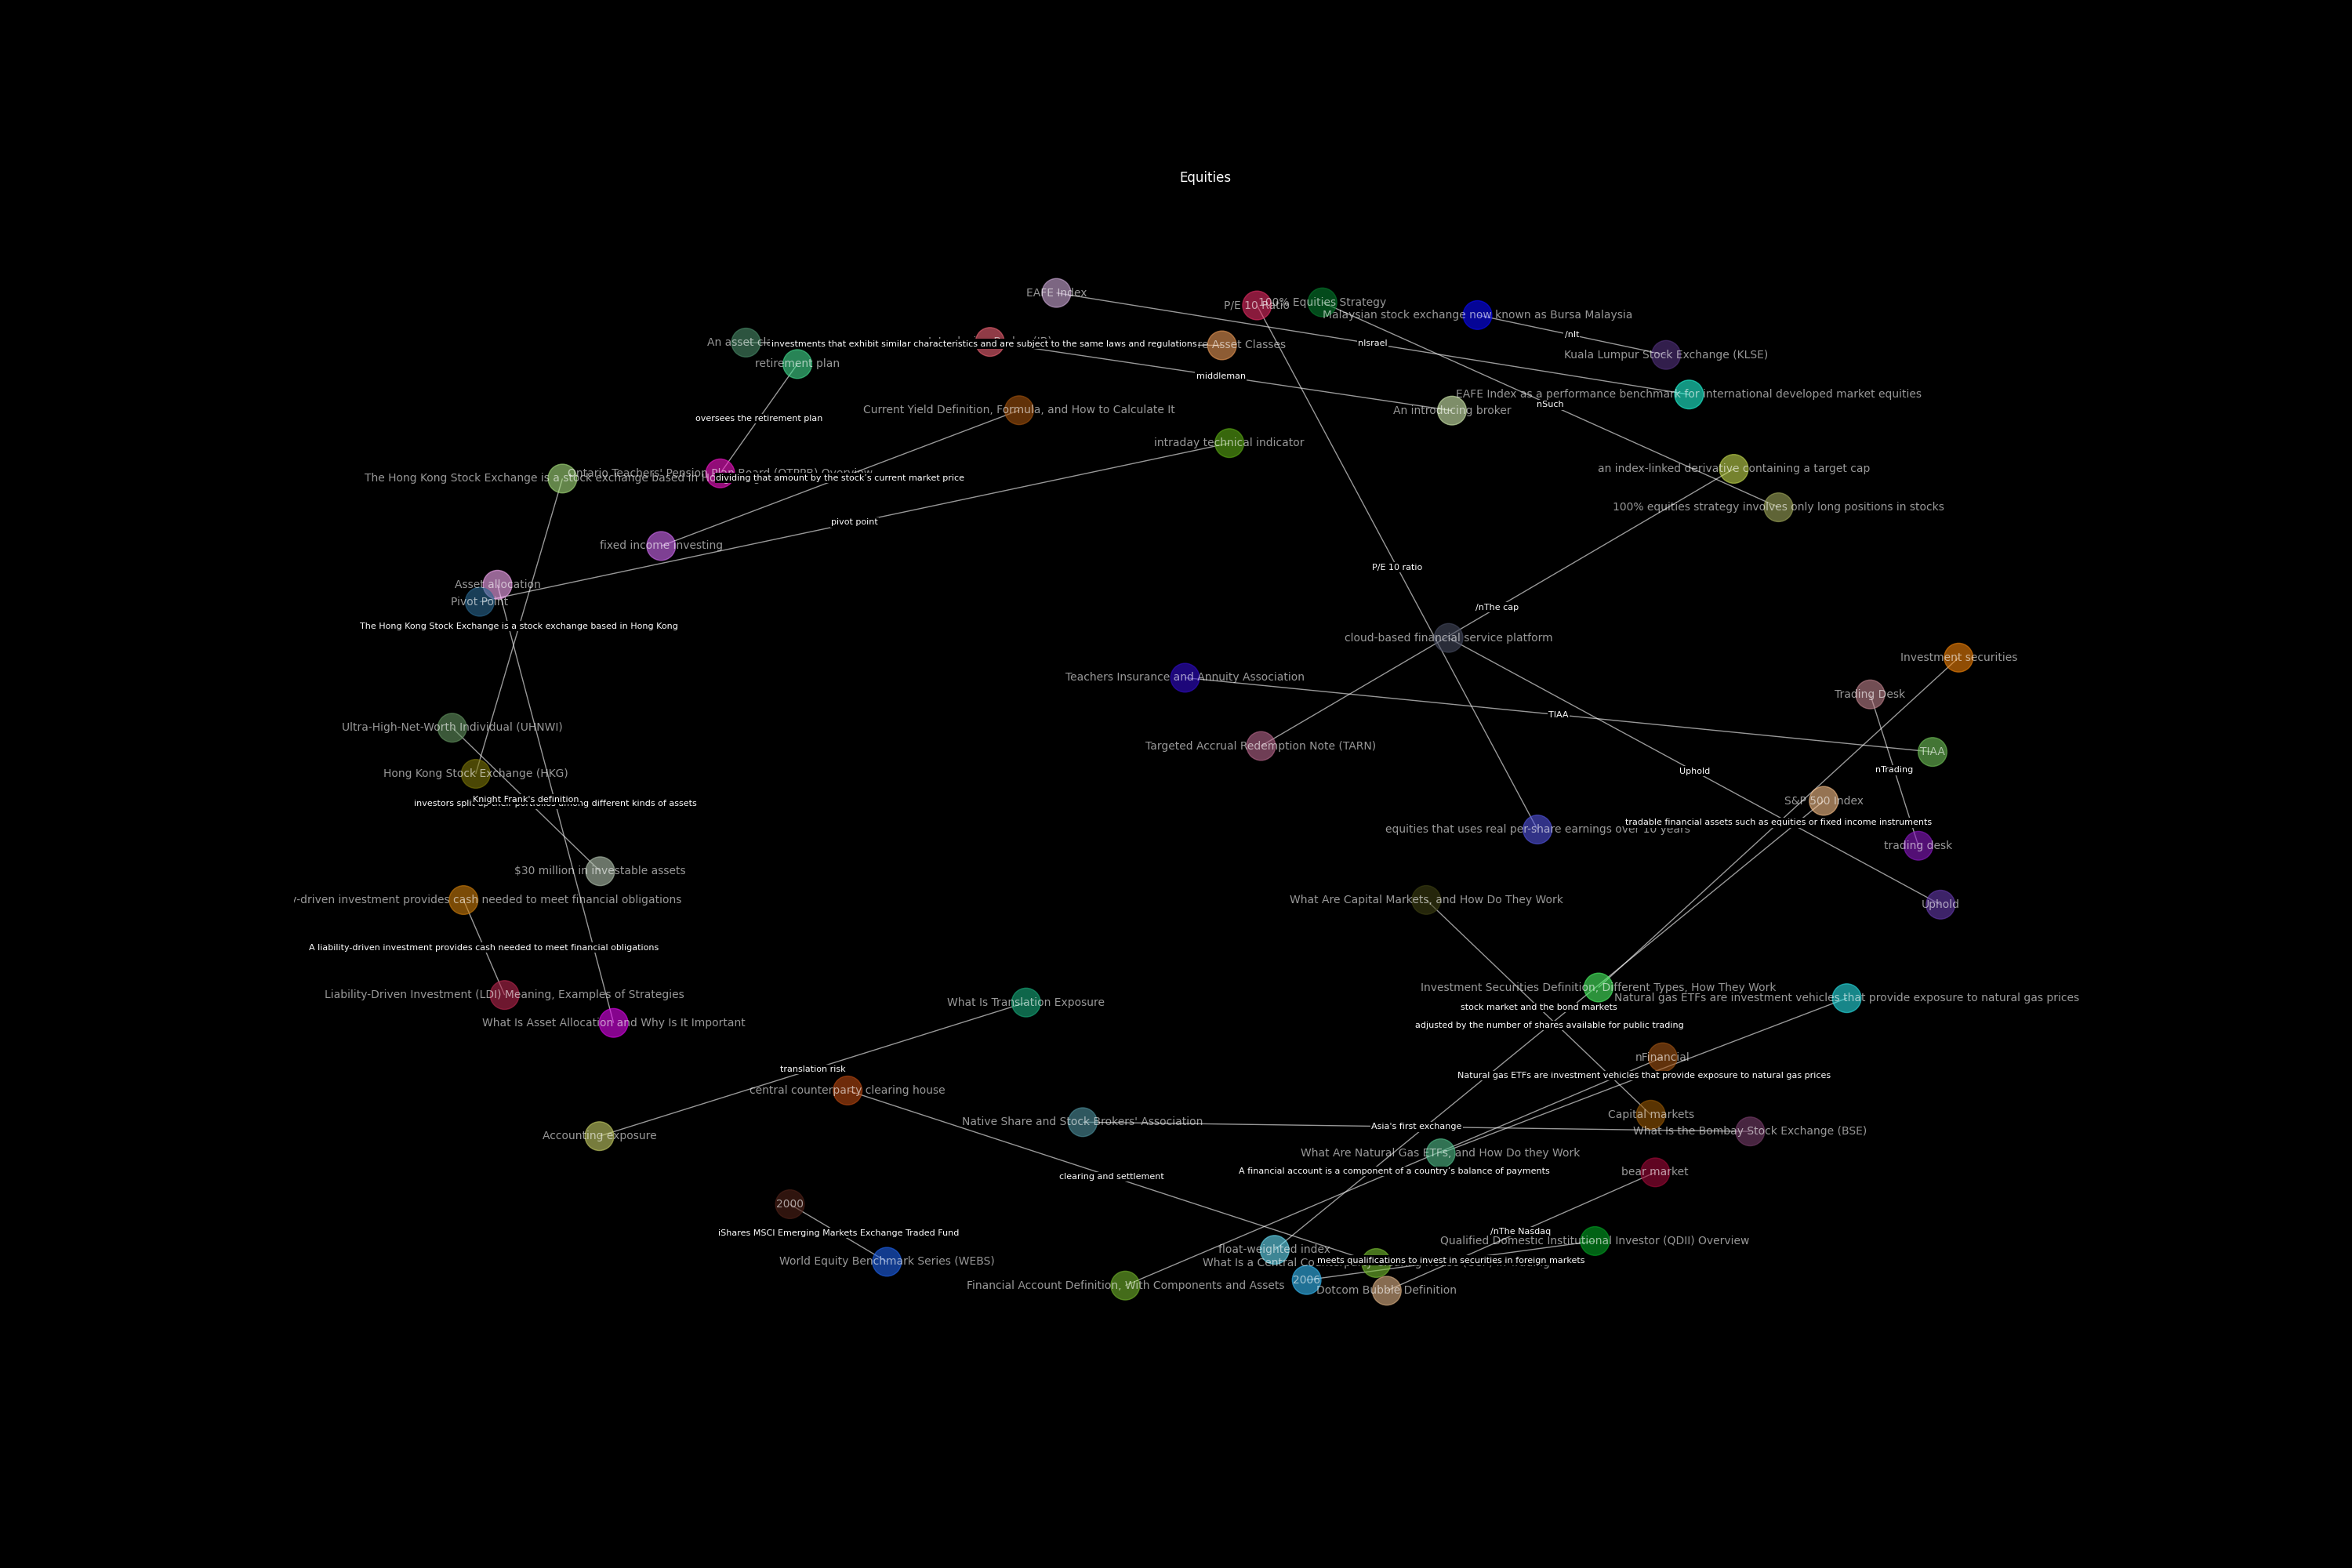 Equities
EAFE Index
P/E 10 Ratio
100% Equities Strategy
Malaysian stock exchange now known as Bursa Malaysia
/nIt
An asset cl
investments that exhibit similar characteristics and are subject to the same laws and regulations
re Asset Classes
nIsrael
Kuala Lumpur Stock Exchange (KLSE)
retirement plan
middleman
EAFE Index as a performance benchmark for international developed market equities
nSuch
Current Yield Definition, Formula, and How to Calculate It
An introducing broker
oversees the retirement plan
intraday technical indicator
an index-linked derivative containing a target cap
Ontario Teachers' Pension Plan Board (OTPPB) Overview
The Hong Kong Stock Exchange is a stock exchange based in Ho
dividing that amount by the stock’s current market price
100% equities strategy involves only long positions in stocks
pivot point
fixed income investing
P/E 10 ratio
Asset allocation
Pivot Point
/nThe cap
The Hong Kong Stock Exchange is a stock exchange based in Hong Kong
cloud-based financial service platform
Investment securities
Teachers Insurance and Annuity Association
Trading Desk
TIAA
Ultra-High-Net-Worth Individual (UHNWI)
Targeted Accrual Redemption Note (TARN)
TIAA
Hong Kong Stock Exchange (HKG)
Uphold
nTrading
Knight Frank's definition
investors split up their portfolios among different kinds of assets
S&P 500 Index
tradable financial assets such as equities or fixed income instruments
equities that uses real per-share earnings over 10 years
trading desk
$30 million in investable assets
-driven investment provides cash needed to meet financial obligations
What Are Capital Markets, and How Do They Work
Uphold
A liability-driven investment provides cash needed to meet financial obligations
Investment Securities Definition, Different Types, How They Work
Liability-Driven Investment (LDI) Meaning, Examples of Strategies
Natural gas ETFs are investment vehicles that provide exposure to natural gas prices
What Is Translation Exposure
stock market and the bond markets
What Is Asset Allocation and Why Is It Important
adjusted by the number of shares available for public trading
nFinancial
translation risk
Natural gas ETFs are investment vehicles that provide exposure to natural gas prices
central counterparty clearing house
Capital markets
Native Share and Stock Brokers' Association
Asia's first exchange
What Is the Bombay Stock Exchange (BSE)
Accounting exposure
What Are Natural Gas ETFs, and How Do they Work
A financial account is a component of a country’s balance of payments
bear market
clearing and settlement
2000
iShares MSCI Emerging Markets Exchange Traded Fund
/nThe Nasdaq
Qualified Domestic Institutional Investor (QDII) Overview
float-weighted index
World Equity Benchmark Series (WEBS)
What Is a Central Co
meets qualifications to invest in securities in foreign markets
2006
Financial Account Definition, With Components and Assets
Dotcom Bubble Definition